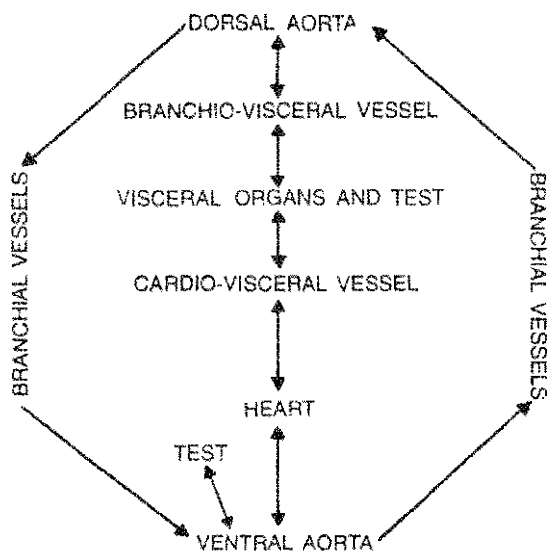 DORSAL AORTA
BRANCHIO-VISCERAL VESSEL
BRANCHIAL VESSELS
VISCERAL ORGANS AND TEST
BRANCHIAL VESSELS
CARDIO-VISCERAL VESSEL
HEART
TEST
VENTRAL AORTA